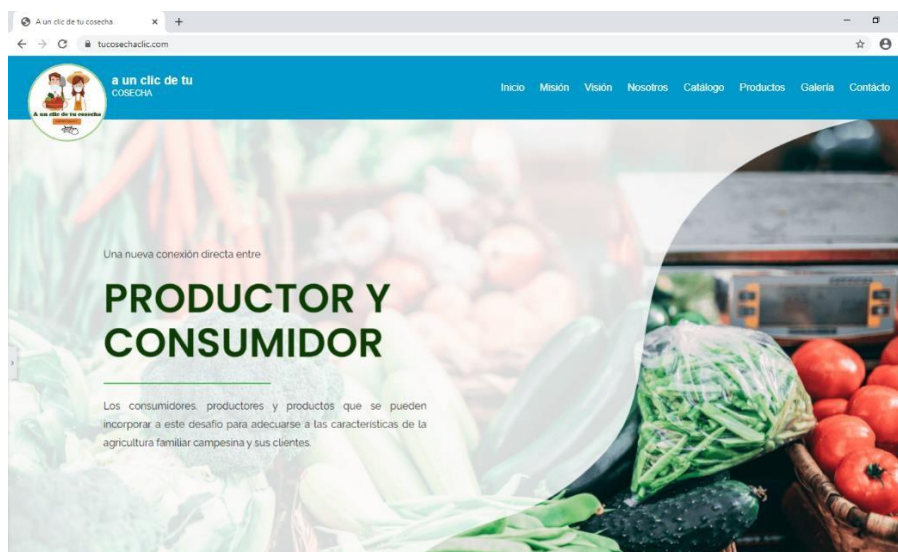 A un clic de tu cosecha
tucosechaclic.com
a un clic de tu
COSECHA
Inicio Misión Visión Nosotros Catálogo Productos Galería Contácto
A un clic de tu cosecha
Una nueva conexión directa entre
PRODUCTOR Y
CONSUMIDOR
Los consumidores, productores y productos que se pueden
incorporar a este desafío para adecuarse a las características de la
agricultura familiar campesina y sus clientes.